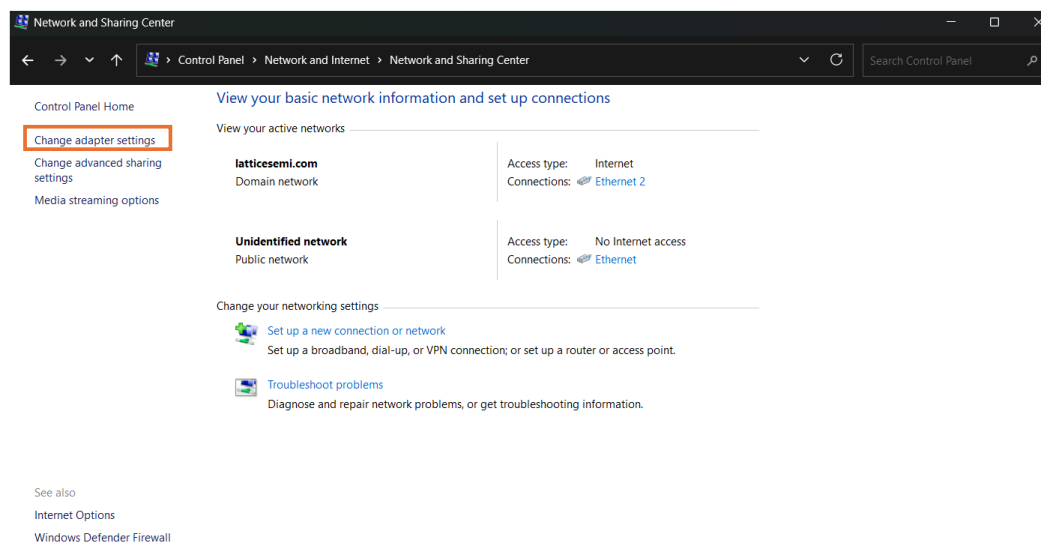 Network and Sharing Center
Control Panel > Network and Internet > Network and Sharing Center
Search Control Panel
Control Panel Home
Change adapter settings
Change advanced sharing
settings
Media streaming options
View your basic network information and set up connections
View your active networks
latticesemi.com
Domain network
Access type: Internet
Connections: Ethernet 2
Unidentified network
Public network
Access type: No Internet access
Connections: Ethernet
Change your networking settings
Set up a new connection or network
Set up a broadband, dial-up, or VPN connection; or set up a router or access point.
Troubleshoot problems
Diagnose and repair network problems, or get troubleshooting information.
See also
Internet Options
Windows Defender Firewall